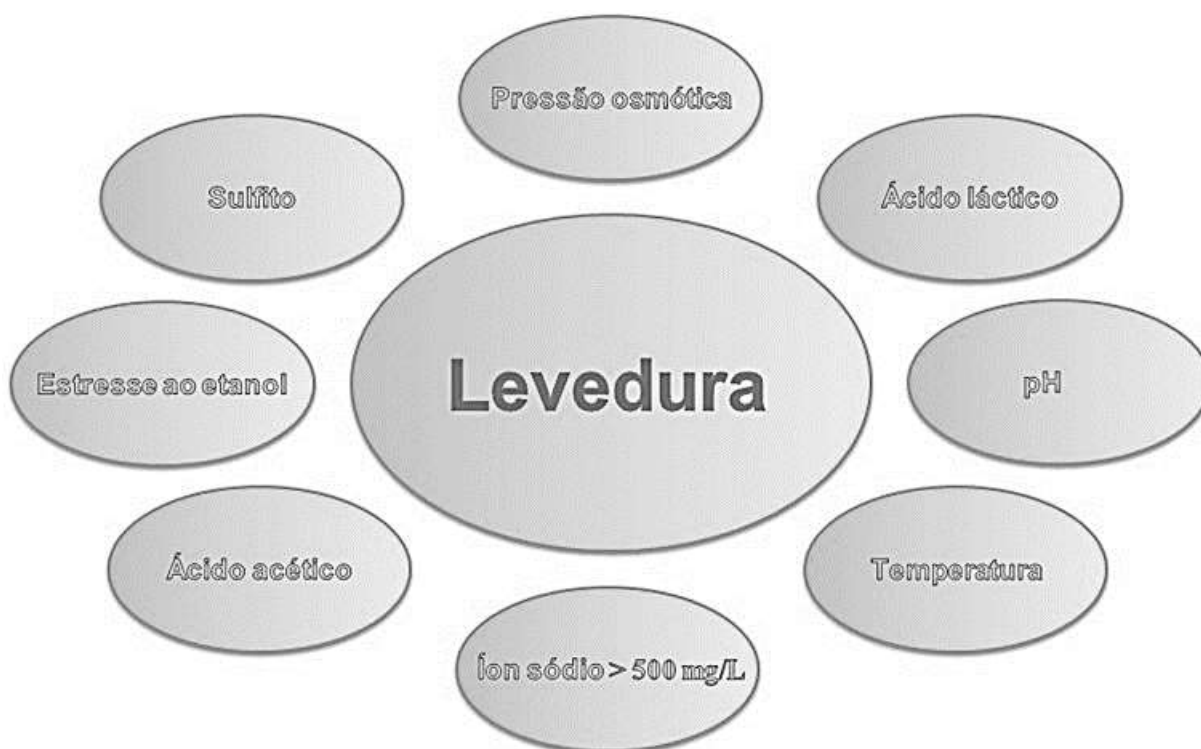 Pressão osmótica
Sulfito
Ácido láctico
Levedura
Estresse ao etanol
pH
Ácido acético
Temperatura
Íon sódio > 500 mg/L